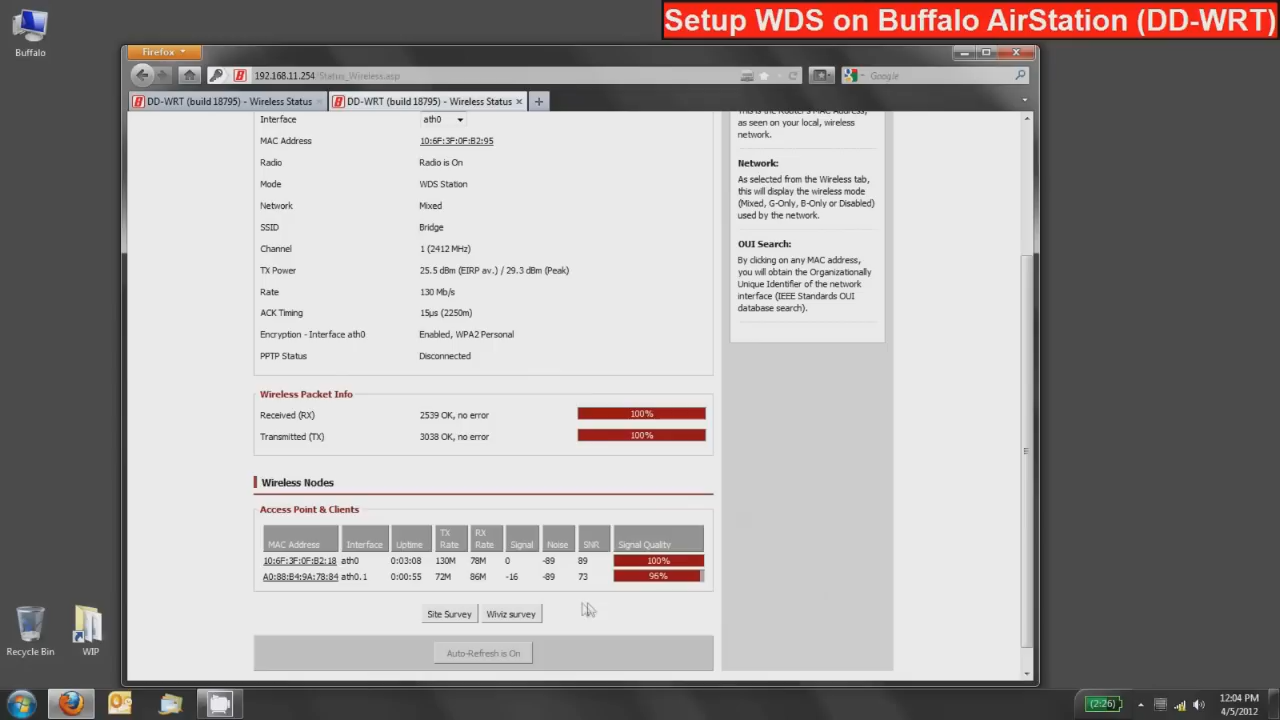 Setup WDS on Buffalo AirStation (DD-WRT)
Buffalo
Firefox
192.168.11.254/Status_Wireless.asp
Google
DD-WRT (build 18795) - Wireless Status
DD-WRT (build 18795) - Wireless Status
Interface ath0
MAC Address 10:6F:3F:0F:B2:95
Radio Radio is On
Mode WDS Station
Network Mixed
SSID Bridge
Channel 1 (2412 MHz)
TX Power 25.5 dBm (EIRP av.) / 29.3 dBm (Peak)
Rate 130 Mb/s
ACK Timing 15µs (2250m)
Encryption - Interface ath0 Enabled, WPA2 Personal
PPTP Status Disconnected
Wireless Packet Info
Received (RX) 2539 OK, no error 100%
Transmitted (TX) 3038 OK, no error 100%
Wireless Nodes
Access Point & Clients
MAC Address Interface Uptime TX Rate RX Rate Signal Noise SNR Signal Quality
10:6F:3F:0F:B2:18 ath0 0:03:08 130M 78M 0 -89 89 100%
A0:88:B4:9A:78:84 ath0.1 0:00:55 72M 86M -16 -89 73 96%
Site Survey Wiviz survey
Auto-Refresh is On
This is the Router's MAC Address,
as seen on your local, wireless
network.
Network:
As selected from the Wireless tab,
this will display the wireless mode
(Mixed, G-Only, B-Only or Disabled)
used by the network.
OUI Search:
By clicking on any MAC address,
you will obtain the Organizationally
Unique Identifier of the network
interface (IEEE Standards OUI
database search).
Recycle Bin
WIP
(2:26)
12:04 PM
4/5/2012